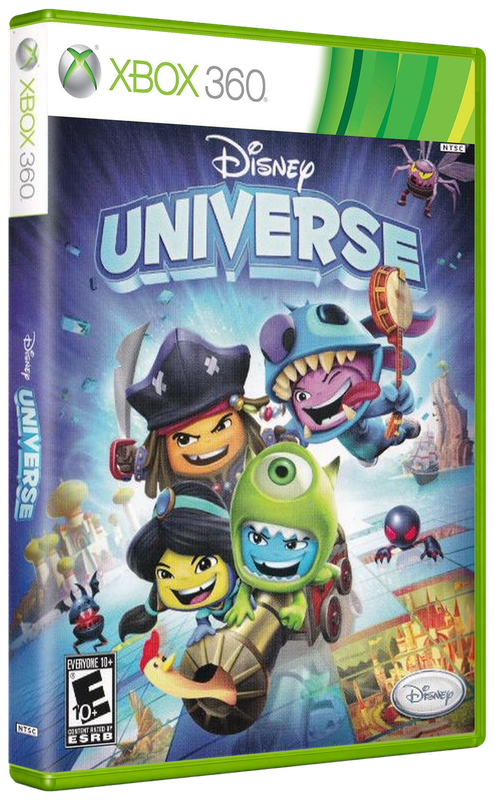 XBOX 360
XBOX 360
NTSC
Disney
UNIVERSE
Disney
UNIVERSE
EVERYONE 10+
E
10+
CONTENT RATED BY
ESRB
Disney
NTSC